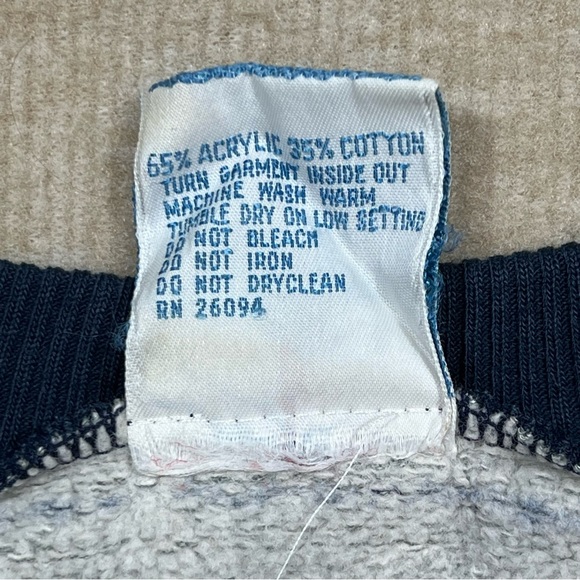 65% ACRYLIC 35% COTTON
TURN GARMENT INSIDE OUT
MACHINE WASH WARM
TUMBLE DRY ON LOW SETTING
DO NOT BLEACH
DO NOT IRON
DO NOT DRYCLEAN
RN 26094